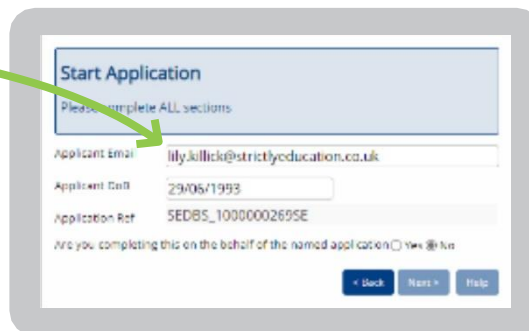 Start Application
Please complete ALL sections
Applicant Email lily.killick@strictlyeducation.co.uk
Applicant DoB 29/06/1993
Application Ref SEDBS_1000000269SE
Are you completing this on the behalf of the named application Yes No
< Back Next > Help